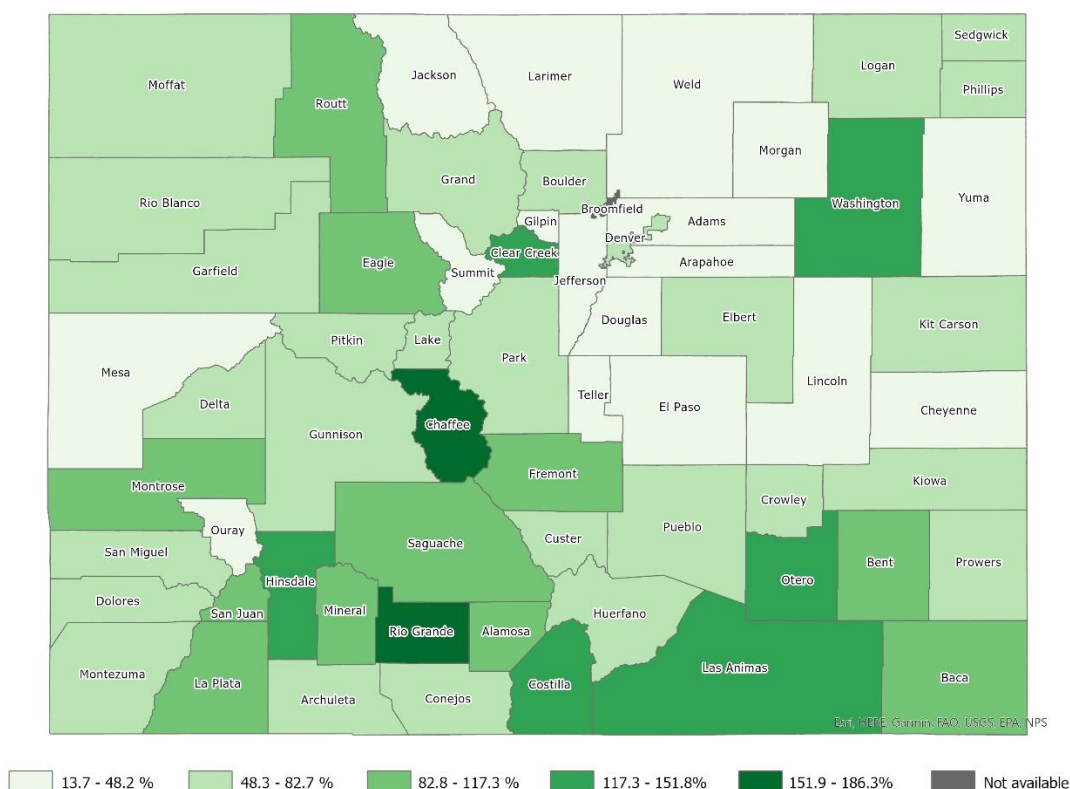 Sedgwick
Logan
Jackson
Larimer
Weld
Moffat
Phillips
Routt
Morgan
Grand
Boulder
Yuma
Rio Blanco
Washington
Broomfield
Gilpin
Adams
Denver
Clear Creek
Eagle
Arapahoe
Garfield
Summit
Jefferson
Elbert
Douglas
Kit Carson
Pitkin
Lake
Park
Mesa
Lincoln
Teller
Delta
El Paso
Cheyenne
Chaffee
Gunnison
Fremont
Kiowa
Montrose
Crowley
Pueblo
Ouray
Custer
Saguache
San Miguel
Bent
Prowers
Otero
Hinsdale
Dolores
Mineral
San Juan
Huerfano
Rio Grande
Alamosa
Las Animas
Montezuma
Baca
La Plata
Costilla
Conejos
Archuleta
Esri, HERE, Garmin, FAO, USGS, EPA, NPS
13.7 - 48.2 %
48.3 - 82.7 %
82.8 - 117.3 %
117.3 - 151.8%
151.9 - 186.3%
Not available